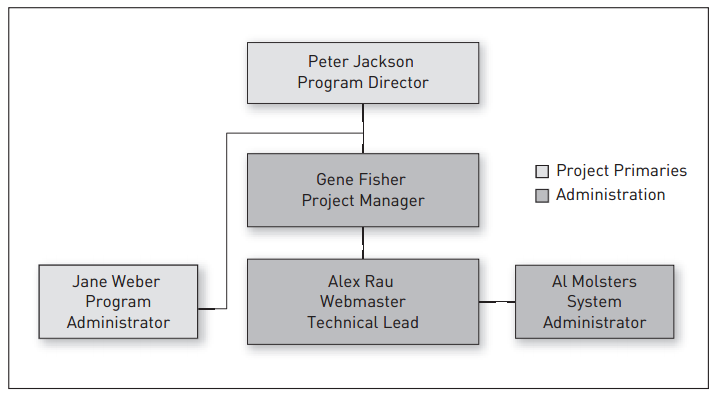 Peter Jackson
Program Director
Gene Fisher
Project Manager
Project Primaries
Administration
Jane Weber
Program
Administrator
Alex Rau
Webmaster
Technical Lead
Al Molsters
System
Administrator